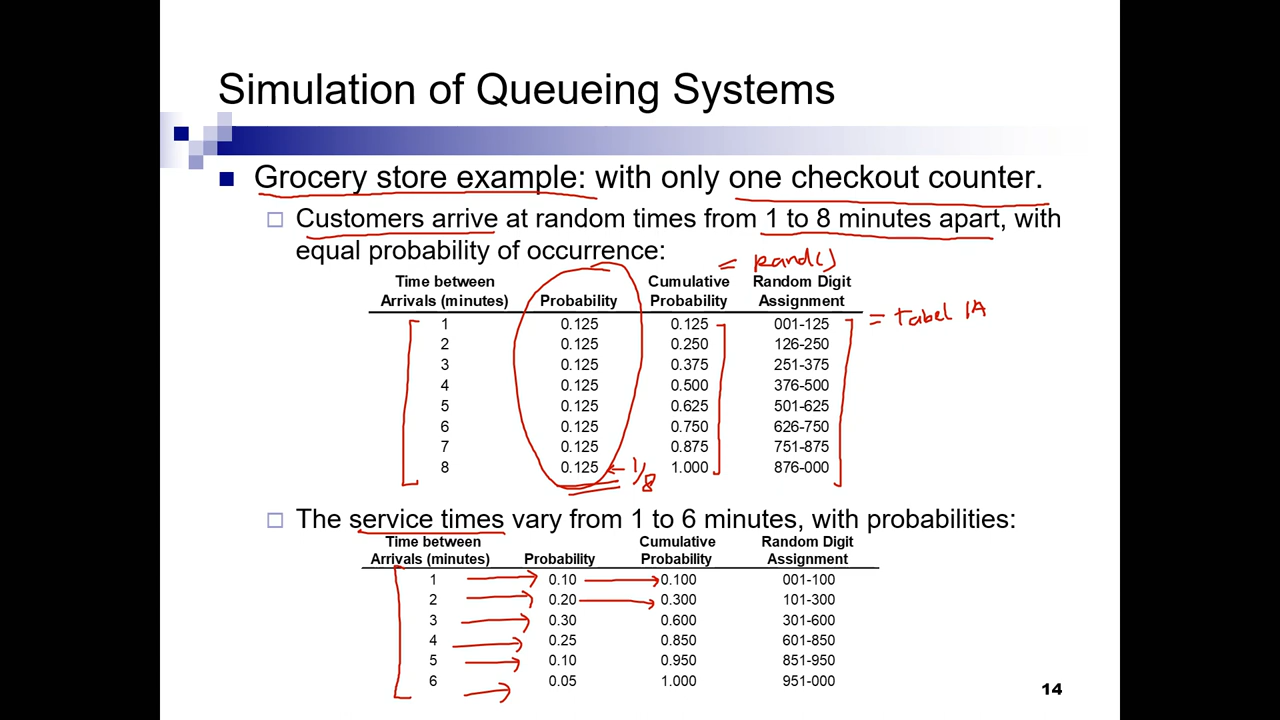 Simulation of Queueing Systems
Grocery store example: with only one checkout counter.
Customers arrive at random times from 1 to 8 minutes apart, with
equal probability of occurrence:
= Rand()
Time between Cumulative Random Digit
Arrivals (minutes) Probability Probability Assignment
1 0.125 0.125 001-125
= Tabel 1A
2 0.125 0.250 126-250
3 0.125 0.375 251-375
4 0.125 0.500 376-500
5 0.125 0.625 501-625
6 0.125 0.750 626-750
7 0.125 0.875 751-875
8 0.125 1.000 876-000
1/8
The service times vary from 1 to 6 minutes, with probabilities:
Time between Cumulative Random Digit
Arrivals (minutes) Probability Probability Assignment
1 0.10 0.100 001-100
2 0.20 0.300 101-300
3 0.30 0.600 301-600
4 0.25 0.850 601-850
5 0.10 0.950 851-950
6 0.05 1.000 951-000
14